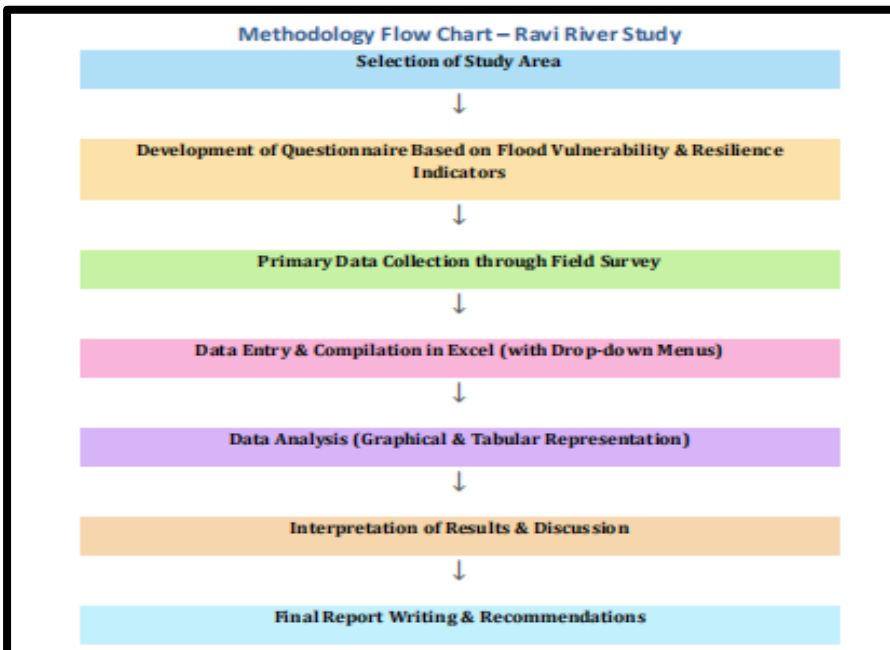 Methodology Flow Chart – Ravi River Study
Selection of Study Area
↓
Development of Questionnaire Based on Flood Vulnerability & Resilience
Indicators
↓
Primary Data Collection through Field Survey
↓
Data Entry & Compilation in Excel (with Drop-down Menus)
↓
Data Analysis (Graphical & Tabular Representation)
↓
Interpretation of Results & Discussion
↓
Final Report Writing & Recommendations